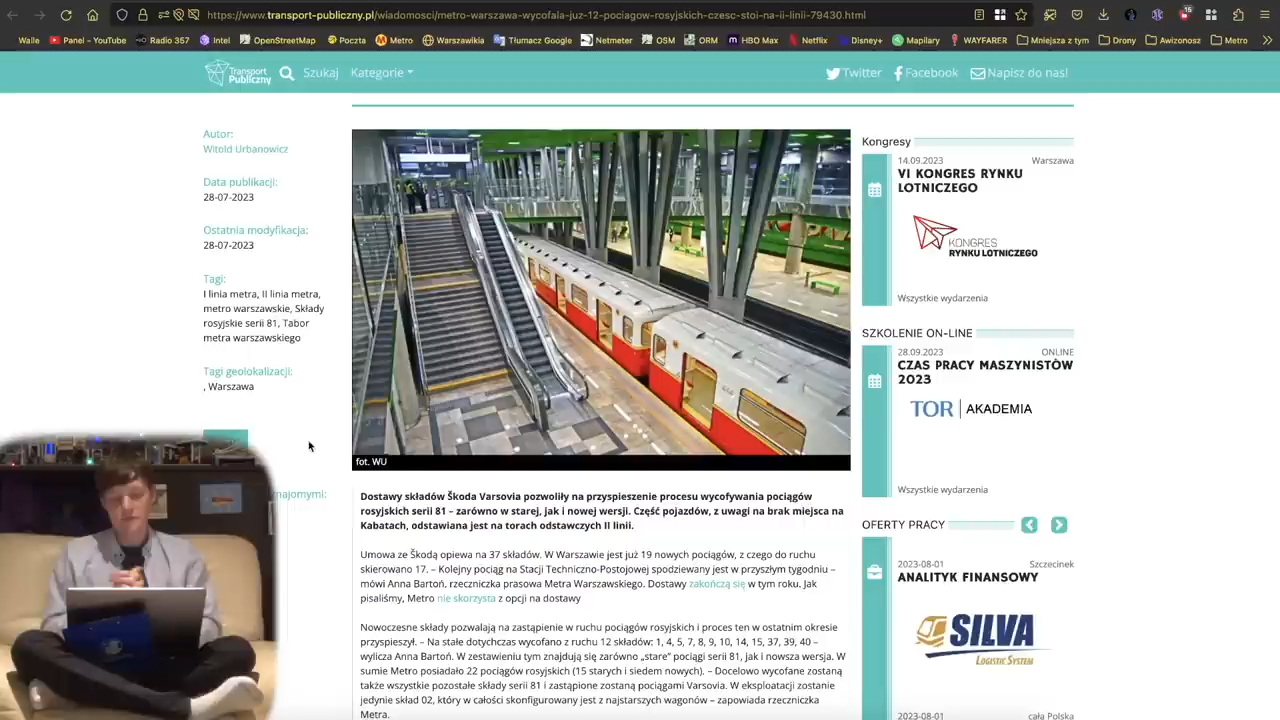 https://www.transport-publiczny.pl/wiadomosci/metro-warszawa-wycofala-juz-12-pociagow-rosyjskich-czesc-stoi-na-ii-linii-79430.html
15
Walle Panel - YouTube Radio 357 Intel OpenStreetMap Poczta Metro Warszawikia Tłumacz Google Netmeter OSM ORM HBO Max Netflix Disney+ Mapilary WAYFARER Mniejsza z tym Drony Awizonosz Metro
Transport
Publiczny
Szukaj
Kategorie
Twitter
Facebook
Napisz do nas!
Autor:
Witold Urbanowicz
Data publikacji:
28-07-2023
Ostatnia modyfikacja:
28-07-2023
Tagi:
I linia metra, II linia metra,
metro warszawskie, Składy
rosyjskie serii 81, Tabor
metra warszawskiego
Tagi geolokalizacji:
, Warszawa
najomymi:
fot. WU
Dostawy składów Škoda Varsovia pozwoliły na przyspieszenie procesu wycofywania pociągów
rosyjskich serii 81 – zarówno w starej, jak i nowej wersji. Część pojazdów, z uwagi na brak miejsca na
Kabatach, odstawiana jest na torach odstawczych II linii.
Umowa ze Škodą opiewa na 37 składów. W Warszawie jest już 19 nowych pociągów, z czego do ruchu
skierowano 17. – Kolejny pociąg na Stacji Techniczno-Postojowej spodziewany jest w przyszłym tygodniu –
mówi Anna Bartoń, rzeczniczka prasowa Metra Warszawskiego. Dostawy zakończą się w tym roku. Jak
pisaliśmy, Metro nie skorzysta z opcji na dostawy
Nowoczesne składy pozwalają na zastąpienie w ruchu pociągów rosyjskich i proces ten w ostatnim okresie
przyspieszył. – Na stałe dotychczas wycofano z ruchu 12 składów: 1, 4, 5, 7, 8, 9, 10, 14, 15, 37, 39, 40 –
wylicza Anna Bartoń. W zestawieniu tym znajdują się zarówno „stare” pociągi serii 81, jak i nowsza wersja. W
sumie Metro posiadało 22 pociągów rosyjskich (15 starych i siedem nowych). – Docelowo wycofane zostaną
także wszystkie pozostałe składy serii 81 i zastąpione zostaną pociągami Varsovia. W eksploatacji zostanie
jedynie skład 02, który w całości skonfigurowany jest z najstarszych wagonów – zapowiada rzeczniczka
Metra.
Kongresy
14.09.2023 Warszawa
VI KONGRES RYNKU
LOTNICZEGO
KONGRES
RYNKU LOTNICZEGO
Wszystkie wydarzenia
SZKOLENIE ON-LINE
28.09.2023 ONLINE
CZAS PRACY MASZYNISTÓW
2023
TOR AKADEMIA
Wszystkie wydarzenia
OFERTY PRACY
2023-08-01 Szczecinek
ANALITYK FINANSOWY
SILVA
LOGISTIC SYSTEM
2023-08-01 cała Polska